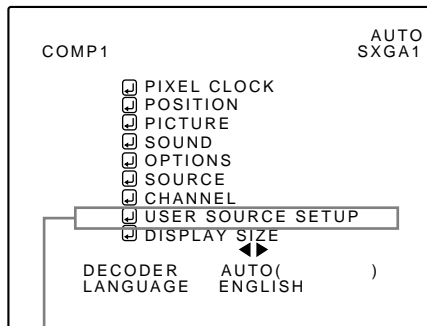 AUTO
COMP1 SXGA1
PIXEL CLOCK
POSITION
PICTURE
SOUND
OPTIONS
SOURCE
CHANNEL
USER SOURCE SETUP
DISPLAY SIZE
DECODER AUTO( )
LANGUAGE ENGLISH